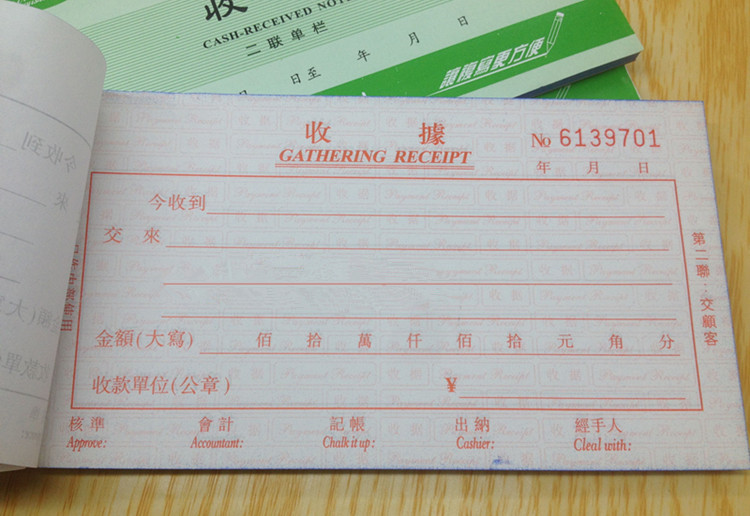 收
CASH-RECEIVED NOTE
二联单栏
年 月 日
日至
讓複寫更方便
收 據
GATHERING RECEIPT
No 6139701
年 月 日
今收到
交 來
金額(大寫) 佰 拾 萬 仟 佰 拾 元 角 分
收款單位(公章) ¥
第二聯:交顧客
核準 會計 記帳 出納 經手人
Approve: Accountant: Chalk it up: Cashier: Cleal with: